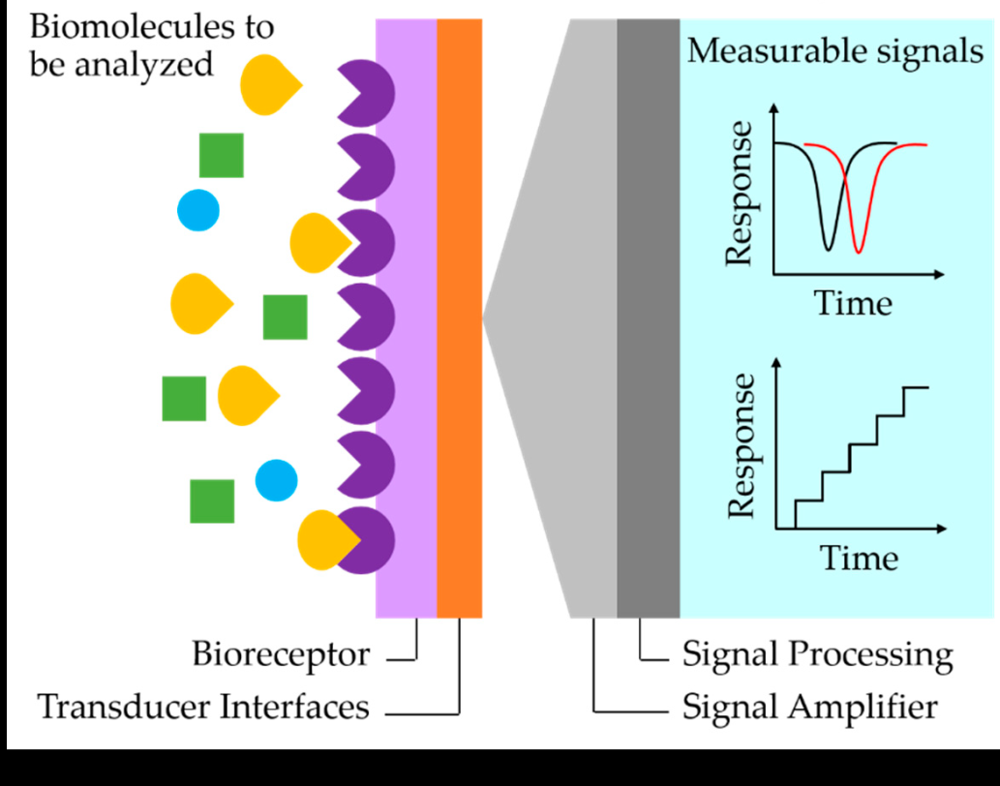 Biomolecules to
be analyzed
Measurable signals
Response
Time
Response
Time
Bioreceptor
Transducer Interfaces
Signal Processing
Signal Amplifier